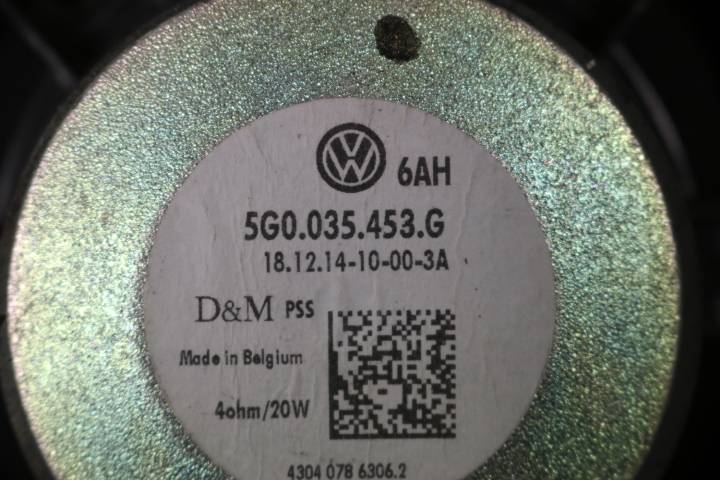 6AH
5G0.035.453.G
18.12.14-10-00-3A
D&M PSS
Made in Belgium
4ohm/20W
4304 078 6306.2